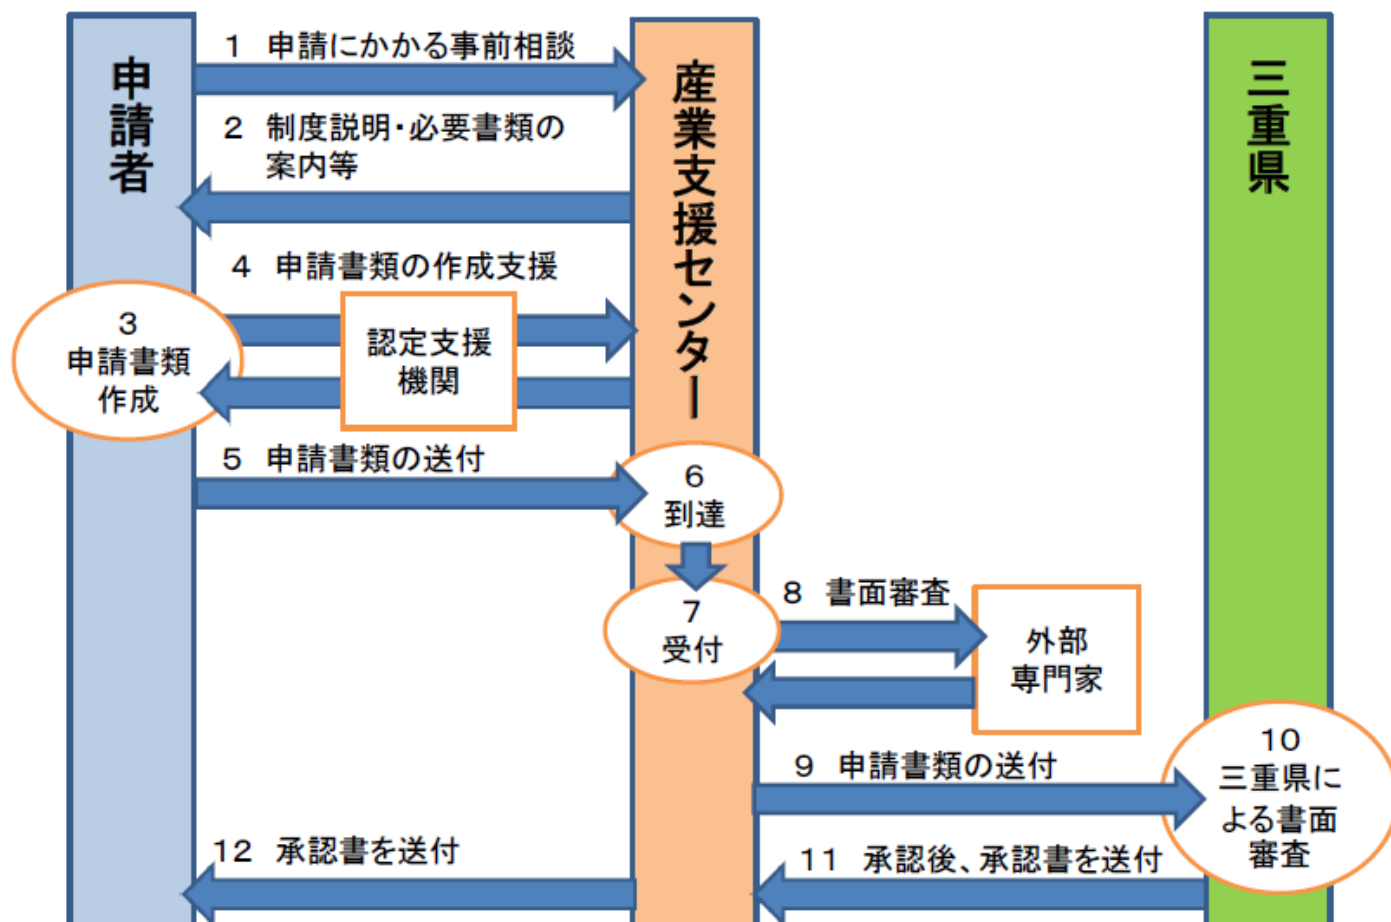 申請者
産業支援センター
三重県
１　申請にかかる事前相談
２　制度説明・必要書類の
案内等
４　申請書類の作成支援
３
申請書類
作成
認定支援
機関
５　申請書類の送付
６
到達
７
受付
８　書面審査
外部
専門家
９　申請書類の送付
１０
三重県に
よる書面
審査
１１　承認後、承認書を送付
１２　承認書を送付